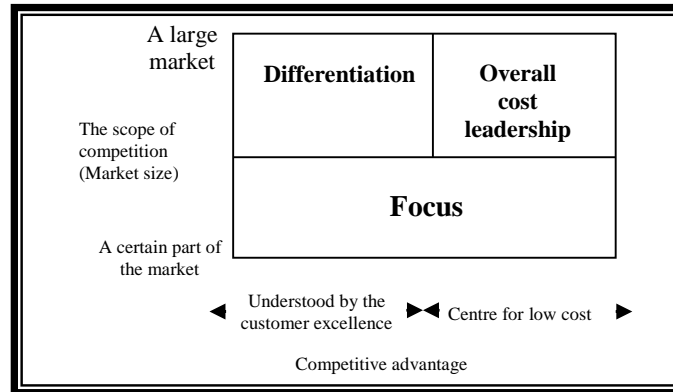 A large
market
Differentiation
Overall
cost
leadership
The scope of
competition
(Market size)
Focus
A certain part of
the market
Understood by the
customer excellence
Centre for low cost
Competitive advantage